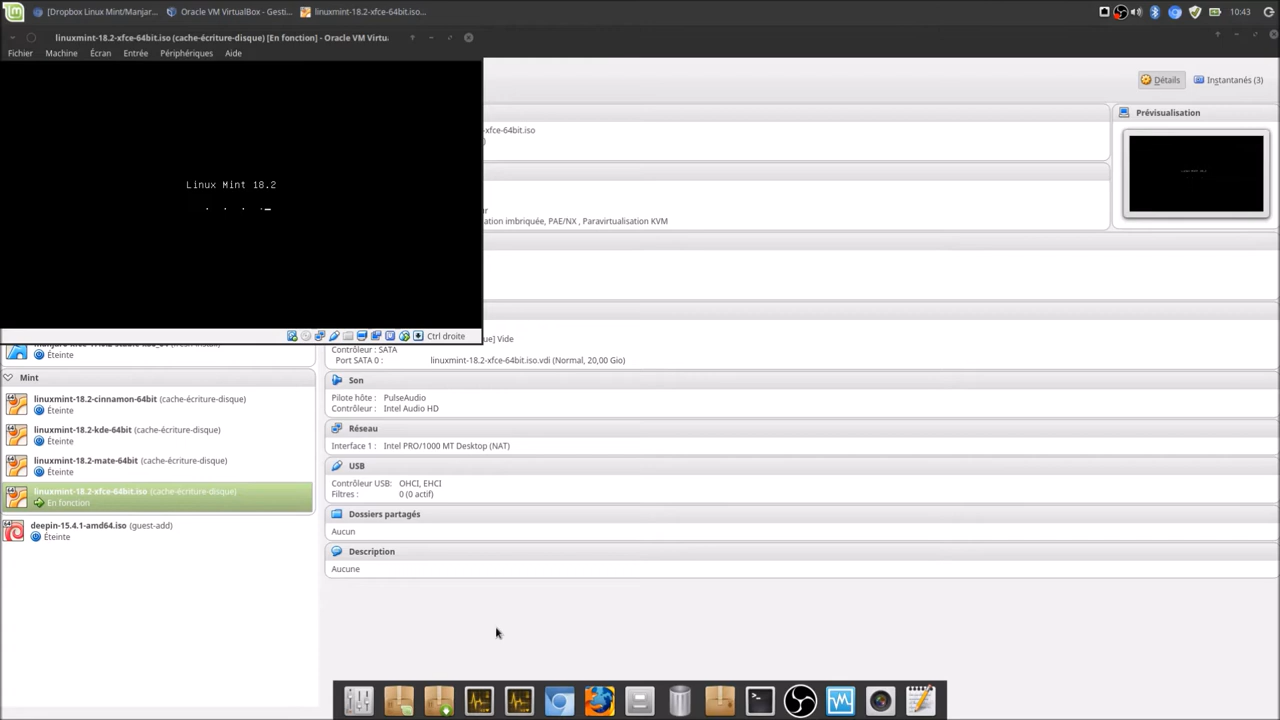 [Dropbox Linux Mint/Manjar...
Oracle VM VirtualBox - Gesti...
linuxmint-18.2-xfce-64bit.iso...
10:43
linuxmint-18.2-xfce-64bit.iso (cache-écriture-disque) [En fonction] - Oracle VM Virtu
Fichier Machine Écran Entrée Périphériques Aide
Linux Mint 18.2
Ctrl droite
Détails
Instantanés (3)
Prévisualisation
-xfce-64bit.iso
ation imbriquée, PAE/NX , Paravirtualisation KVM
Éteinte
Mint
linuxmint-18.2-cinnamon-64bit (cache-écriture-disque)
Éteinte
linuxmint-18.2-kde-64bit (cache-écriture-disque)
Éteinte
linuxmint-18.2-mate-64bit (cache-écriture-disque)
Éteinte
linuxmint-18.2-xfce-64bit.iso (cache-écriture-disque)
En fonction
deepin-15.4.1-amd64.iso (guest-add)
Éteinte
Vide
Contrôleur : SATA
Port SATA 0 : linuxmint-18.2-xfce-64bit.iso.vdi (Normal, 20,00 Gio)
Son
Pilote hôte : PulseAudio
Contrôleur : Intel Audio HD
Réseau
Interface 1 : Intel PRO/1000 MT Desktop (NAT)
USB
Contrôleur USB: OHCI, EHCI
Filtres : 0 (0 actif)
Dossiers partagés
Aucun
Description
Aucune